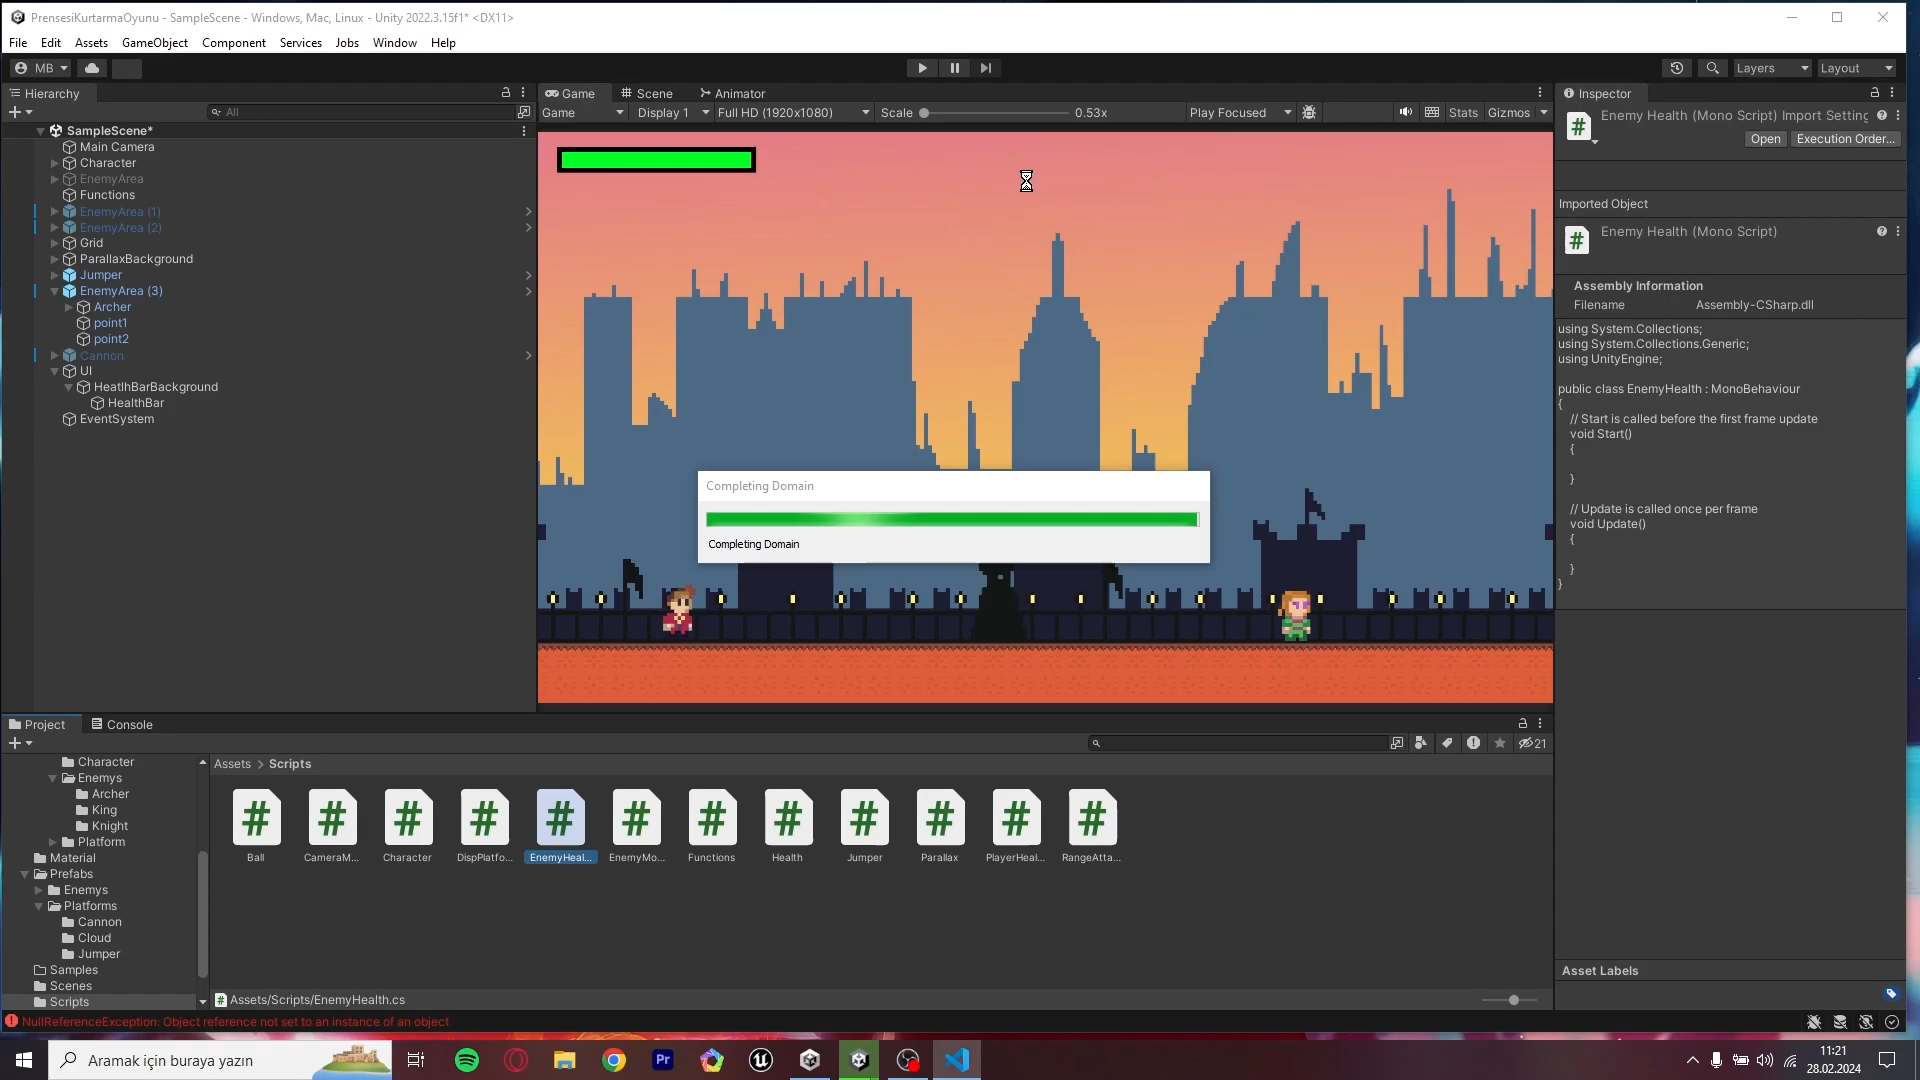 PrensesiKurtarmaOyunu - SampleScene - Windows, Mac, Linux - Unity 2022.3.15f1* <DX11>
File Edit Assets GameObject Component Services Jobs Window Help
MB
Layers Layout
Hierarchy
All
SampleScene*
Main Camera
Character
EnemyArea
Functions
EnemyArea (1)
EnemyArea (2)
Grid
ParallaxBackground
Jumper
EnemyArea (3)
Archer
point1
point2
Cannon
UI
HeatlhBarBackground
HealthBar
EventSystem
Game Scene Animator
Game Display 1 Full HD (1920x1080) Scale 0.53x Play Focused Stats Gizmos
Completing Domain
Completing Domain
Inspector
Enemy Health (Mono Script) Import Setting
Open Execution Order...
Imported Object
Enemy Health (Mono Script)
Assembly Information
Filename Assembly-CSharp.dll
using System.Collections;
using System.Collections.Generic;
using UnityEngine;
public class EnemyHealth : MonoBehaviour
{
// Start is called before the first frame update
void Start()
{
}
// Update is called once per frame
void Update()
{
}
}
Asset Labels
Project Console
21
Character
Enemys
Archer
King
Knight
Platform
Material
Prefabs
Enemys
Platforms
Cannon
Cloud
Jumper
Samples
Scenes
Scripts
Assets > Scripts
Ball CameraM... Character DispPlatfo... EnemyHeal... EnemyMo... Functions Health Jumper Parallax PlayerHeal... RangeAtta...
Assets/Scripts/EnemyHealth.cs
NullReferenceException: Object reference not set to an instance of an object
Aramak için buraya yazın
Pr
11:21
28.02.2024